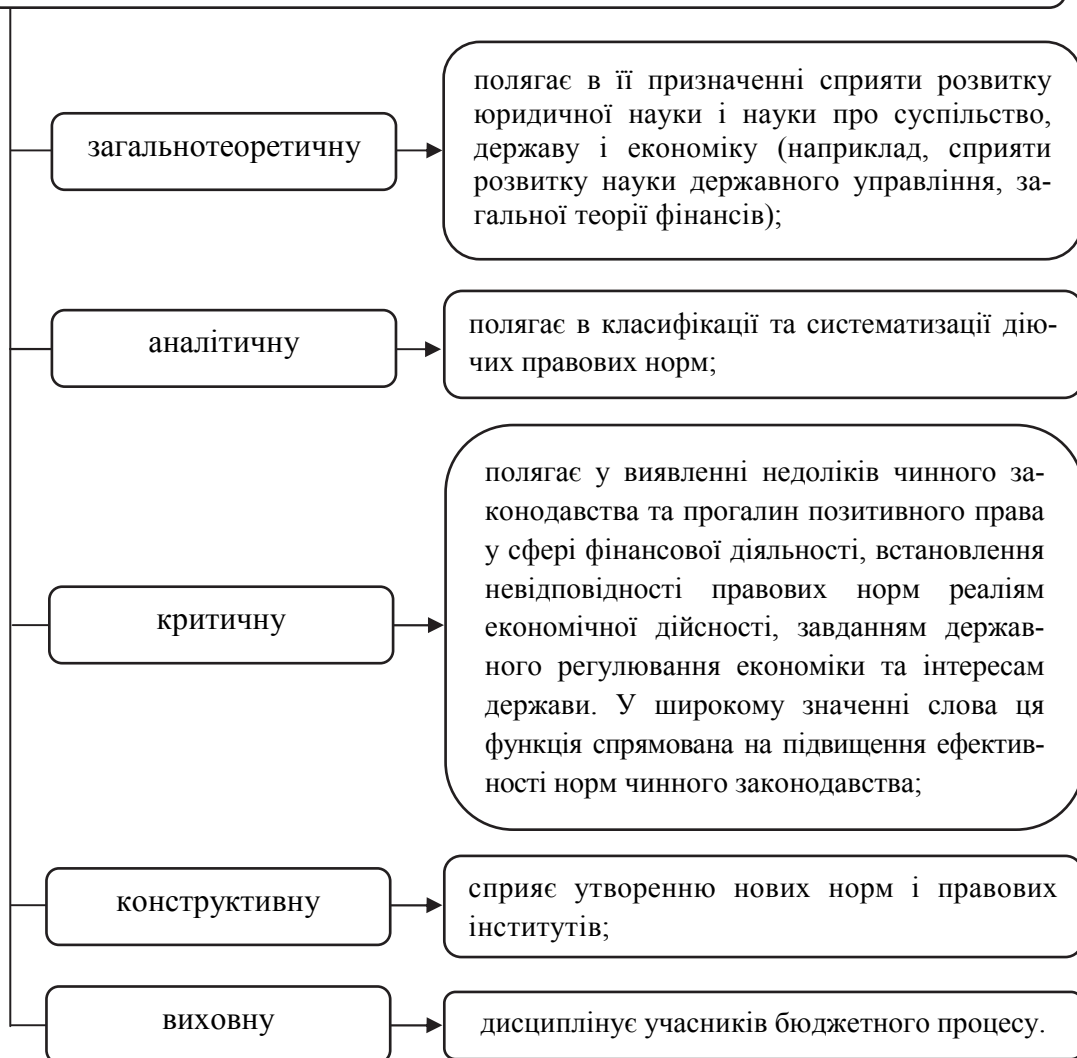 загальнотеоретичну
полягає в її призначенні сприяти розвитку
юридичної науки і науки про суспільство,
державу і економіку (наприклад, сприяти
розвитку науки державного управління, за-
гальної теорії фінансів);
аналітичну
полягає в класифікації та систематизації дію-
чих правових норм;
критичну
полягає у виявленні недоліків чинного за-
конодавства та прогалин позитивного права
у сфері фінансової діяльності, встановлення
невідповідності правових норм реаліям
економічної дійсності, завданням держав-
ного регулювання економіки та інтересам
держави. У широкому значенні слова ця
функція спрямована на підвищення ефектив-
ності норм чинного законодавства;
конструктивну
сприяє утворенню нових норм і правових
інститутів;
виховну
дисциплінує учасників бюджетного процесу.